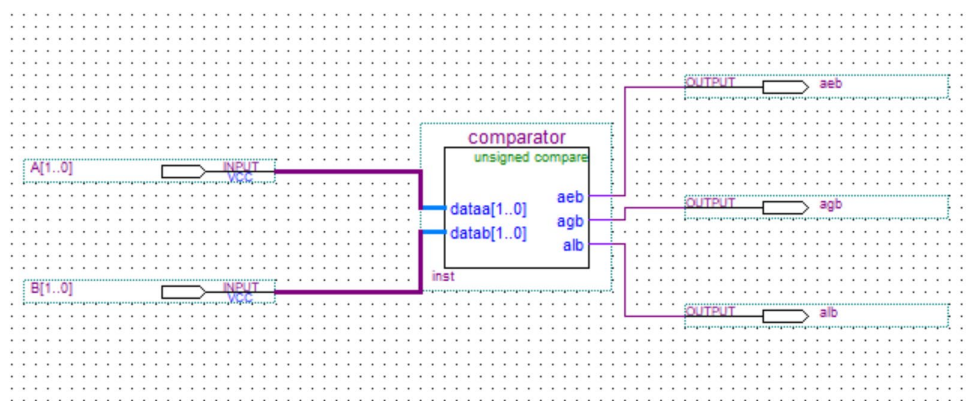 OUTPUT aeb
comparator
unsigned compare
A[1..0] INPUT
VCC
aeb
dataa[1..0]
OUTPUT agb
agb
datab[1..0]
alb
inst
B[1..0] INPUT
VCC
OUTPUT alb